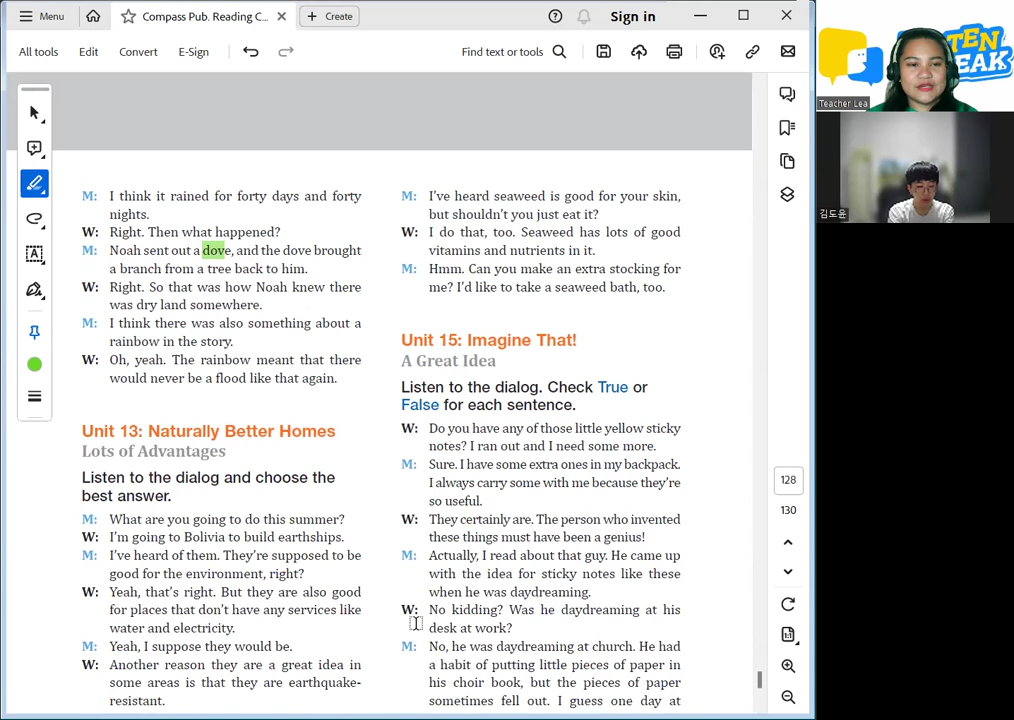 Menu
Compass Pub. Reading C...
Create
Sign in
All tools
Edit
Convert
E-Sign
Find text or tools
M: I think it rained for forty days and forty
nights.
W: Right. Then what happened?
M: Noah sent out a dove, and the dove brought
a branch from a tree back to him.
W: Right. So that was how Noah knew there
was dry land somewhere.
M: I think there was also something about a
rainbow in the story.
W: Oh, yeah. The rainbow meant that there
would never be a flood like that again.
Unit 13: Naturally Better Homes
Lots of Advantages
Listen to the dialog and choose the
best answer.
M: What are you going to do this summer?
W: I'm going to Bolivia to build earthships.
M: I've heard of them. They're supposed to be
good for the environment, right?
W: Yeah, that's right. But they are also good
for places that don't have any services like
water and electricity.
M: Yeah, I suppose they would be.
W: Another reason they are a great idea in
some areas is that they are earthquake-
resistant.
M: I've heard seaweed is good for your skin,
but shouldn't you just eat it?
W: I do that, too. Seaweed has lots of good
vitamins and nutrients in it.
M: Hmm. Can you make an extra stocking for
me? I'd like to take a seaweed bath, too.
Unit 15: Imagine That!
A Great Idea
Listen to the dialog. Check True or
False for each sentence.
W: Do you have any of those little yellow sticky
notes? I ran out and I need some more.
M: Sure. I have some extra ones in my backpack.
I always carry some with me because they're
so useful.
W: They certainly are. The person who invented
these things must have been a genius!
M: Actually, I read about that guy. He came up
with the idea for sticky notes like these
when he was daydreaming.
W: No kidding? Was he daydreaming at his
desk at work?
M: No, he was daydreaming at church. He had
a habit of putting little pieces of paper in
his choir book, but the pieces of paper
sometimes fell out. I guess one day at
128
130
TEN
EAK
Teacher Lea
김도윤